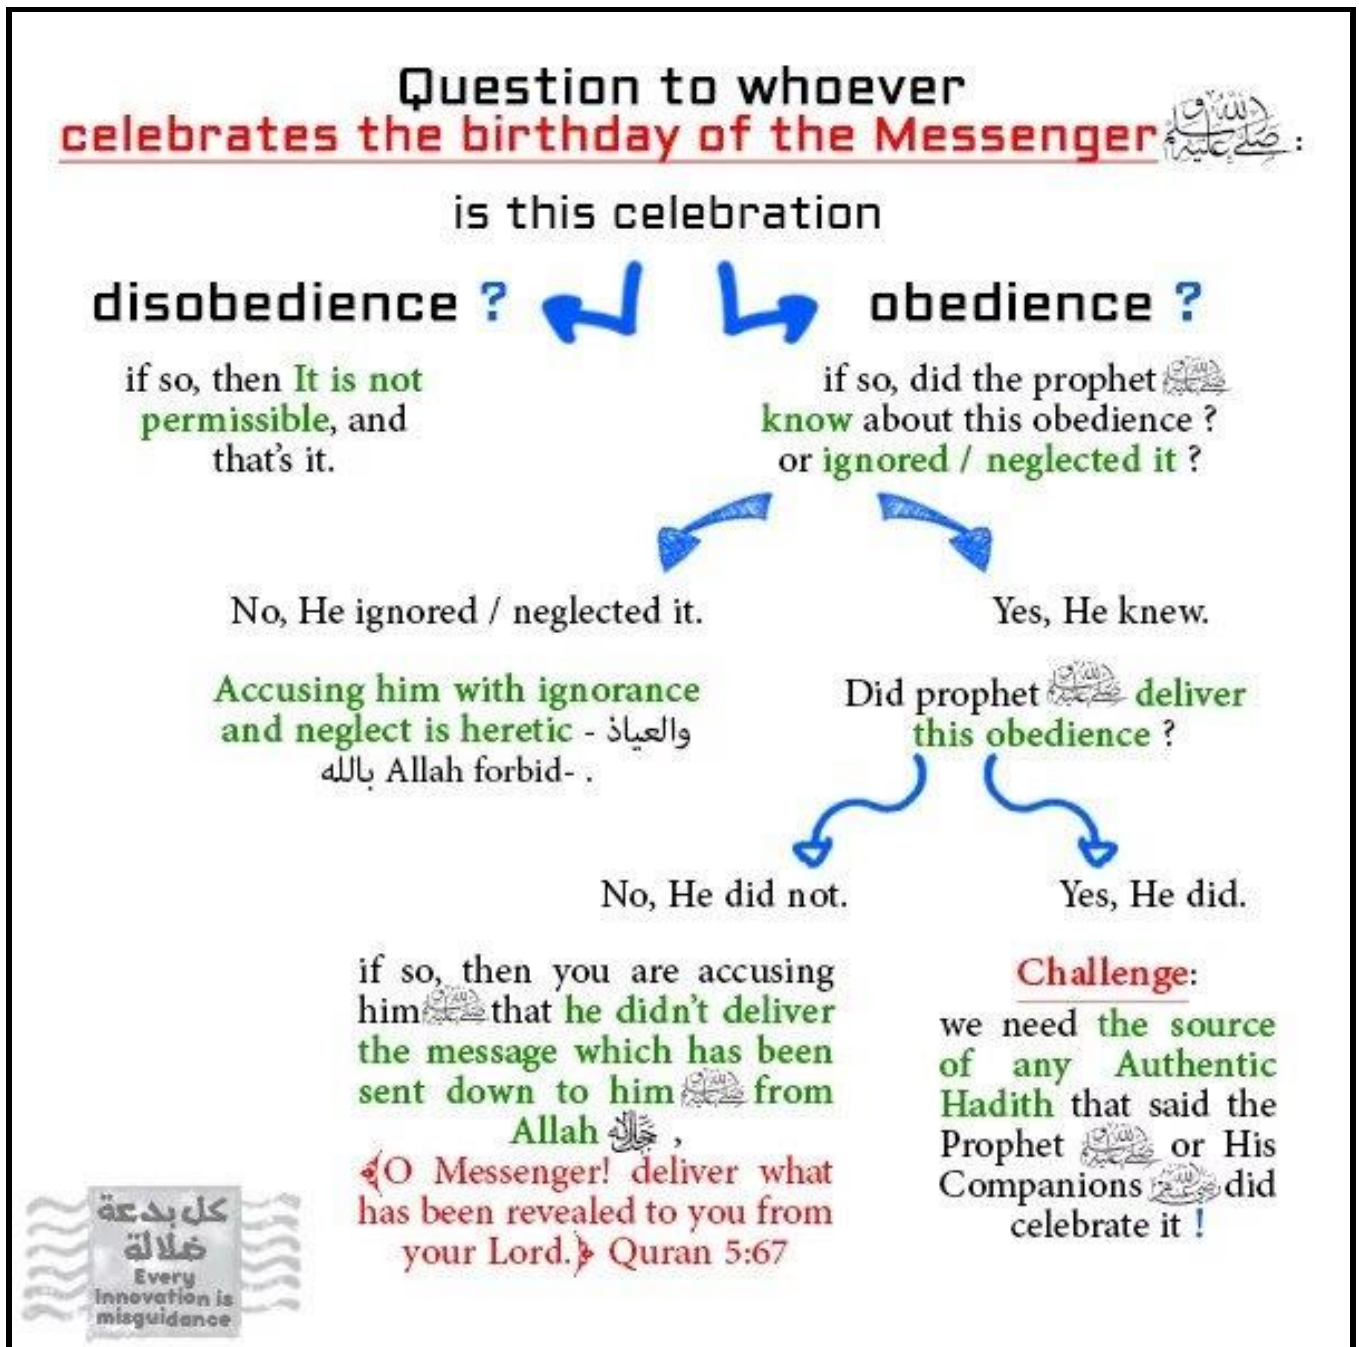 Question to whoever
celebrates the birthday of the Messenger ﷺ :
is this celebration
disobedience ?
if so, then It is not
permissible, and
that's it.
obedience ?
if so, did the prophet ﷺ
know about this obedience ?
or ignored / neglected it ?
No, He ignored / neglected it.
Accusing him with ignorance
and neglect is heretic - والعياذ
بالله Allah forbid- .
Yes, He knew.
Did prophet ﷺ deliver
this obedience ?
No, He did not.
if so, then you are accusing
him ﷺ that he didn't deliver
the message which has been
sent down to him ﷺ from
Allah ﷻ ,
﴾O Messenger! deliver what
has been revealed to you from
your Lord.﴿ Quran 5:67
Yes, He did.
Challenge:
we need the source
of any Authentic
Hadith that said the
Prophet ﷺ or His
Companions did
celebrate it !
كل بدعة
ضلالة
Every
innovation is
misguidance